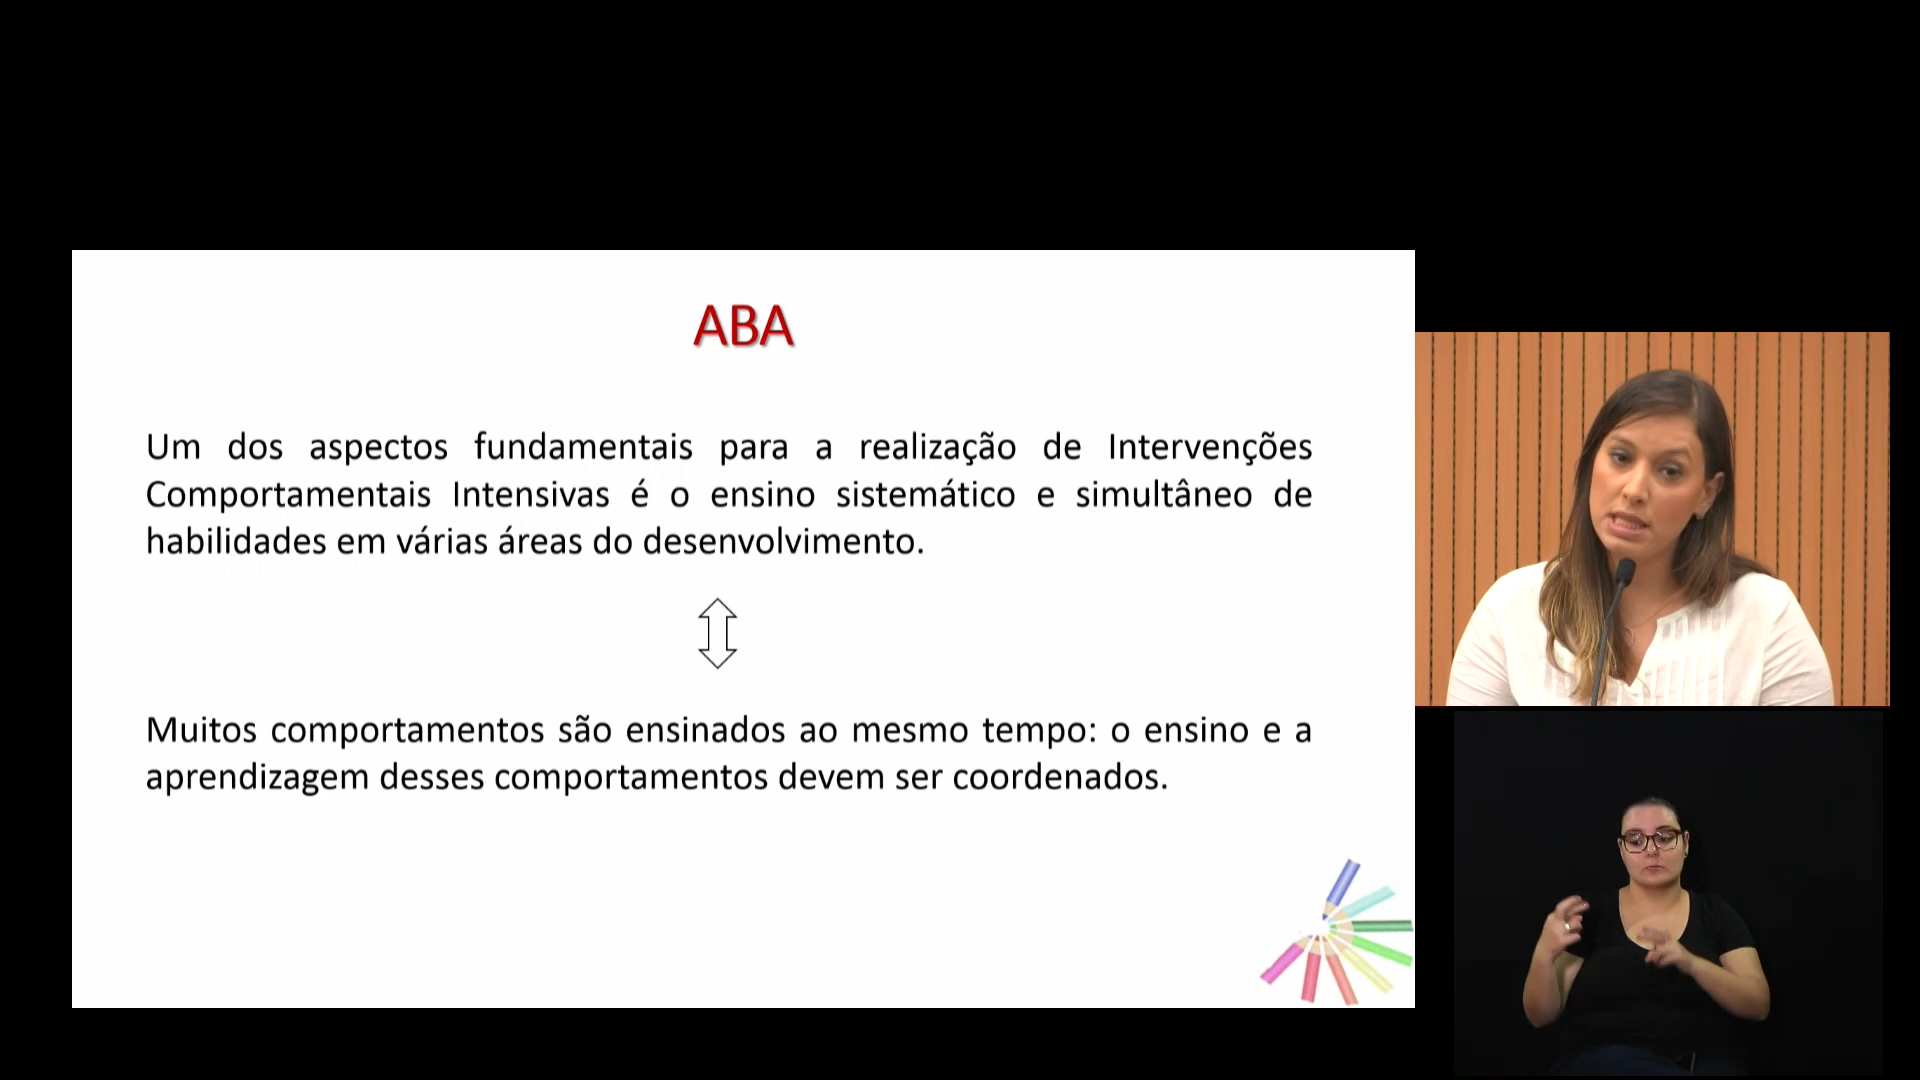 ABA
Um dos aspectos fundamentais para a realização de Intervenções
Comportamentais Intensivas é o ensino sistemático e simultâneo de
habilidades em várias áreas do desenvolvimento.
Muitos comportamentos são ensinados ao mesmo tempo: o ensino e a
aprendizagem desses comportamentos devem ser coordenados.